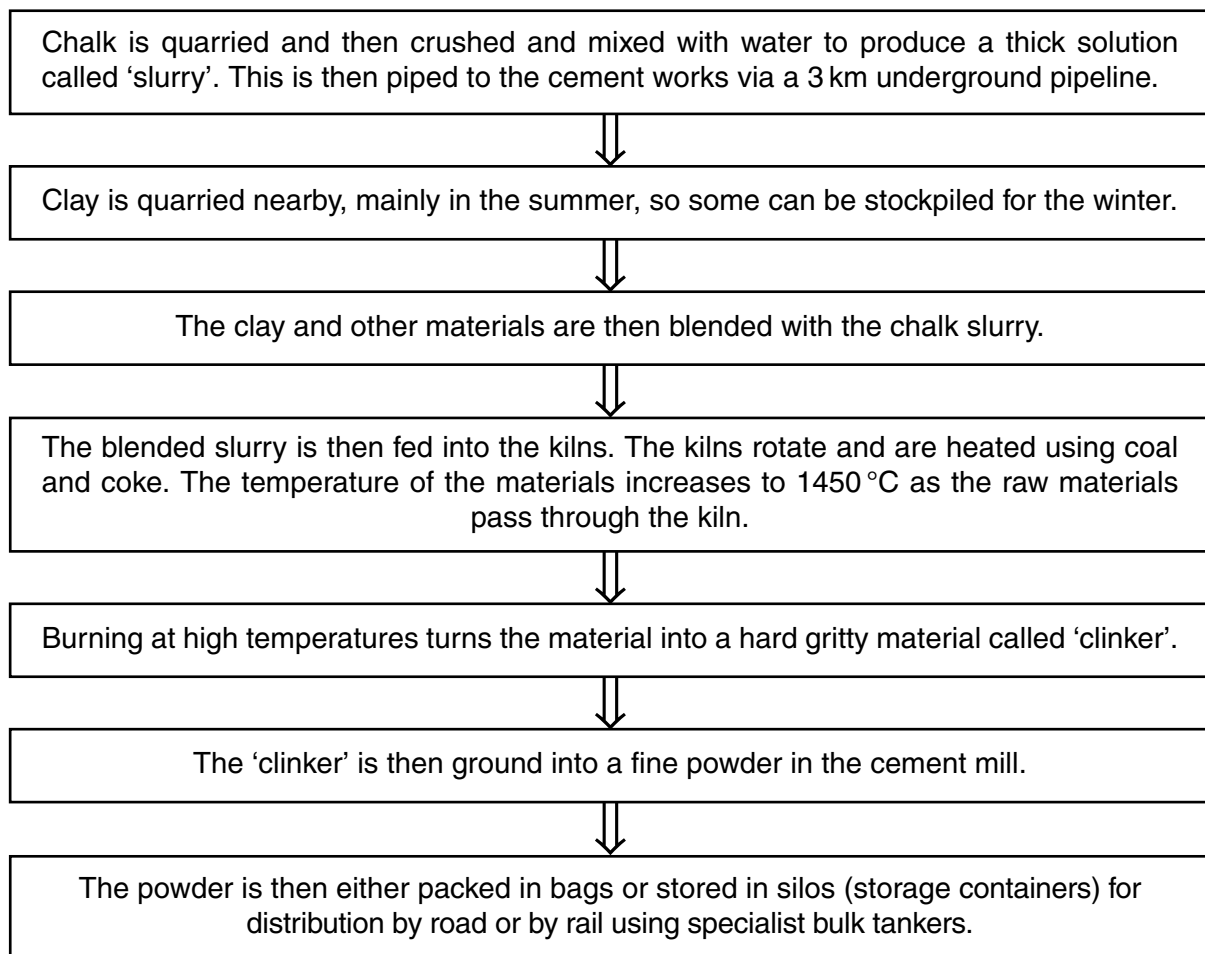 Chalk is quarried and then crushed and mixed with water to produce a thick solution
called ‘slurry’. This is then piped to the cement works via a 3 km underground pipeline.
Clay is quarried nearby, mainly in the summer, so some can be stockpiled for the winter.
The clay and other materials are then blended with the chalk slurry.
The blended slurry is then fed into the kilns. The kilns rotate and are heated using coal
and coke. The temperature of the materials increases to 1450 °C as the raw materials
pass through the kiln.
Burning at high temperatures turns the material into a hard gritty material called ‘clinker’.
The ‘clinker’ is then ground into a fine powder in the cement mill.
The powder is then either packed in bags or stored in silos (storage containers) for
distribution by road or by rail using specialist bulk tankers.